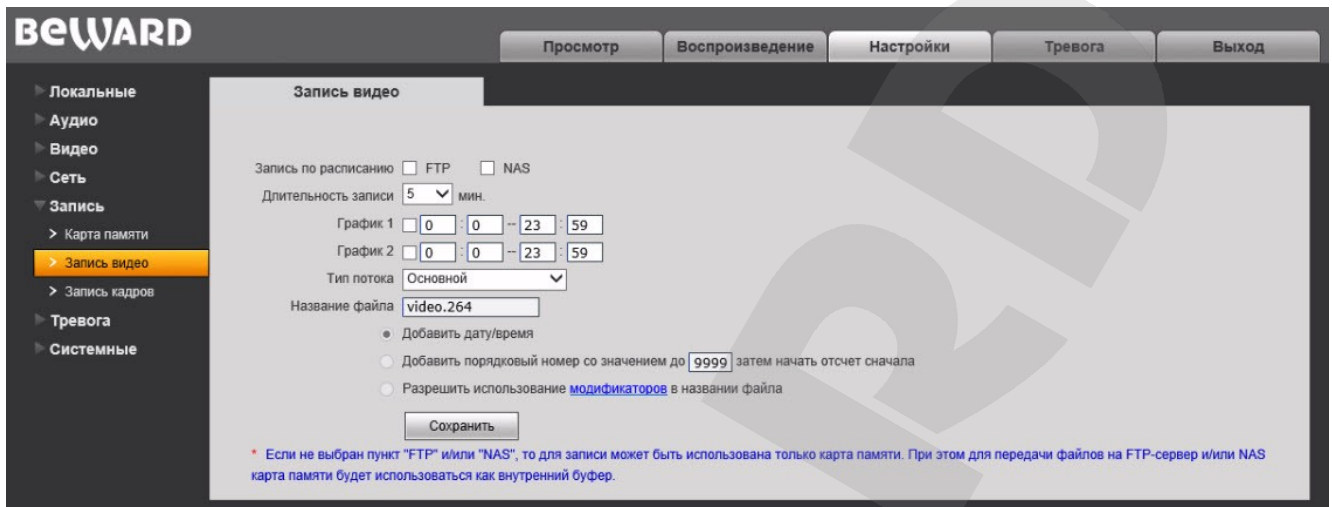 BEWARD
Просмотр Воспроизведение Настройки Тревога Выход
Локальные
Аудио
Видео
Сеть
Запись
> Карта памяти
> Запись видео
> Запись кадров
Тревога
Системные
Запись видео
Запись по расписанию FTP NAS
Длительность записи 5 мин.
График 1 0 : 0 -- 23 : 59
График 2 0 : 0 -- 23 : 59
Тип потока Основной
Название файла video.264
Добавить дату/время
Добавить порядковый номер со значением до 9999 затем начать отсчет сначала
Разрешить использование модификаторов в названии файла
Сохранить
* Если не выбран пункт "FTP" и/или "NAS", то для записи может быть использована только карта памяти. При этом для передачи файлов на FTP-сервер и/или NAS
карта памяти будет использоваться как внутренний буфер.
RD